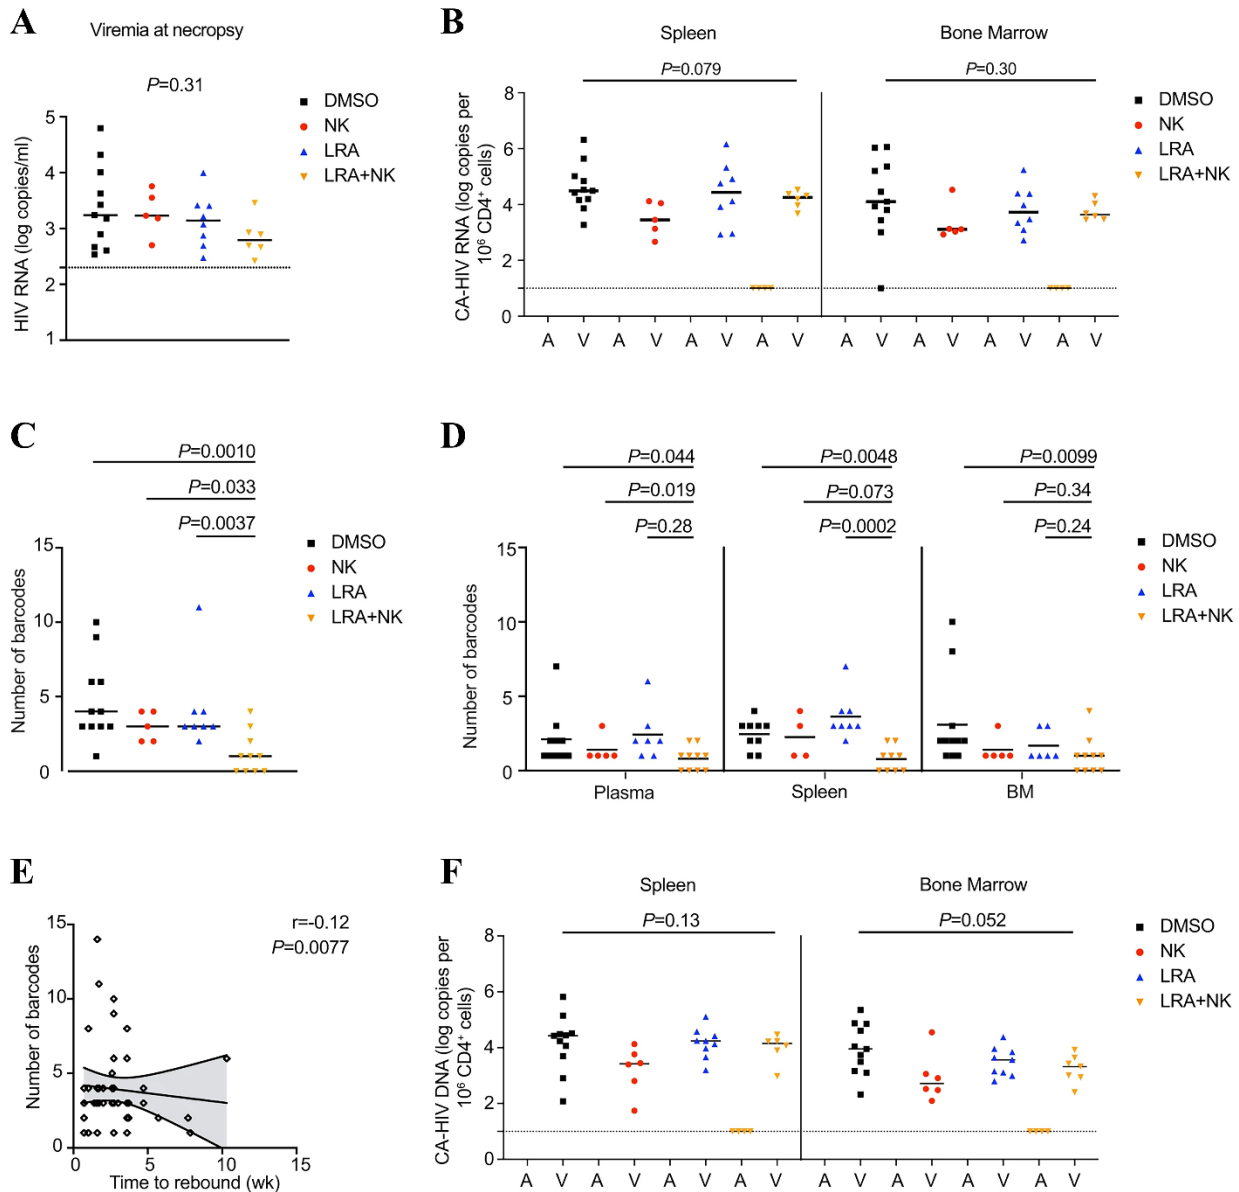 A
Viremia at necropsy
P=0.31
HIV RNA (log copies/ml)
5
4
3
2
1
DMSO
NK
LRA
LRA+NK
B
Spleen
Bone Marrow
P=0.079
P=0.30
CA-HIV RNA (log copies per
10⁶ CD4⁺ cells)
8
6
4
2
0
A V A V A V A V A V A V A V A V
DMSO
NK
LRA
LRA+NK
C
P=0.0010
P=0.033
P=0.0037
Number of barcodes
15
10
5
0
DMSO
NK
LRA
LRA+NK
D
P=0.044
P=0.0048
P=0.0099
P=0.019
P=0.073
P=0.34
P=0.28
P=0.0002
P=0.24
Number of barcodes
15
10
5
0
Plasma
Spleen
BM
DMSO
NK
LRA
LRA+NK
E
r=-0.12
P=0.0077
Number of barcodes
15
10
5
0
0 5 10 15
Time to rebound (wk)
F
Spleen
Bone Marrow
P=0.13
P=0.052
CA-HIV DNA (log copies per
10⁶ CD4⁺ cells)
8
6
4
2
0
A V A V A V A V A V A V A V A V
DMSO
NK
LRA
LRA+NK